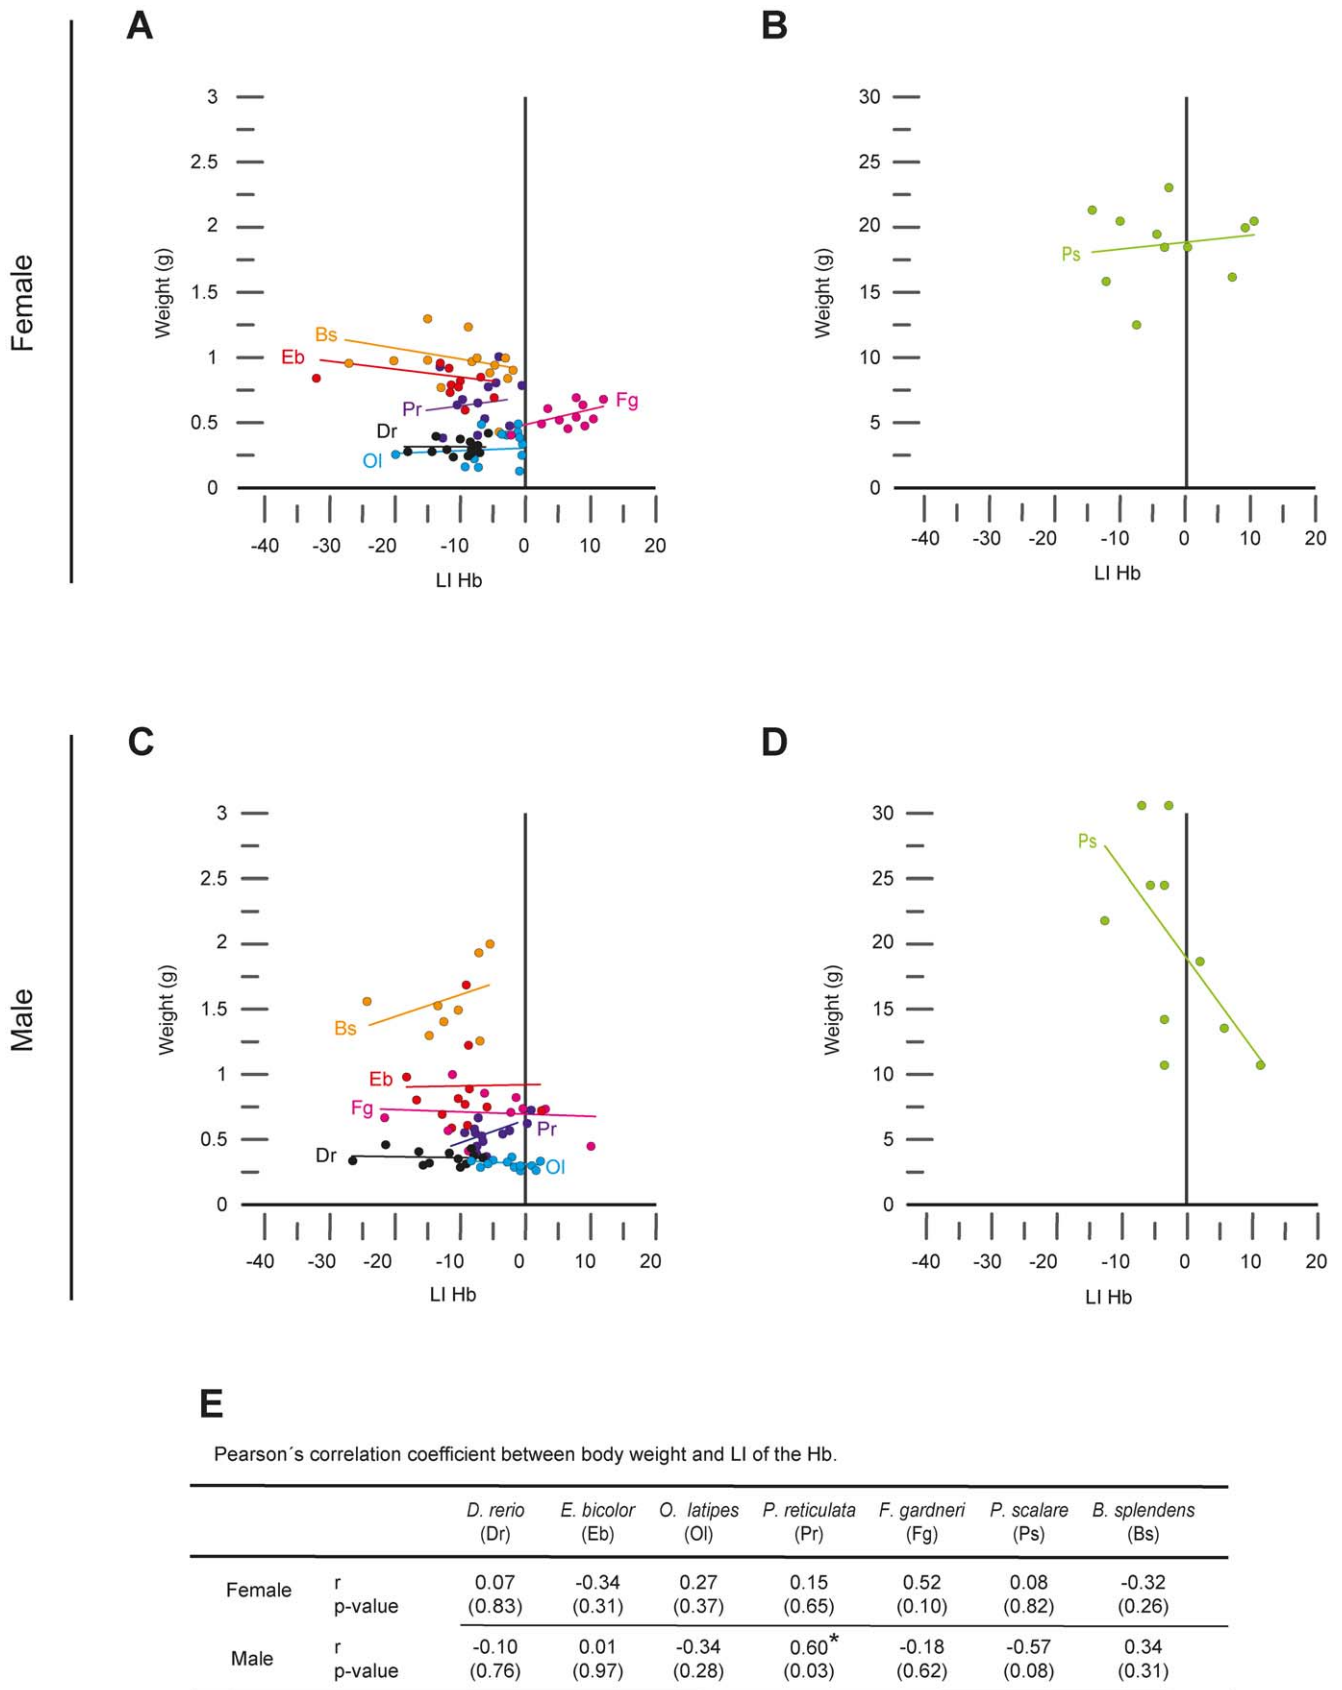 A
B
Female
3
2.5
2
1.5
1
0.5
0
Weight (g)
Bs
Eb
Pr
Dr
Ol
Fg
-40 -30 -20 -10 0 10 20
LI Hb
30
25
20
15
10
5
0
Weight (g)
Ps
-40 -30 -20 -10 0 10 20
LI Hb
C
D
Male
3
2.5
2
1.5
1
0.5
0
Weight (g)
Bs
Eb
Fg
Pr
Dr
Ol
-40 -30 -20 -10 0 10 20
LI Hb
30
25
20
15
10
5
0
Weight (g)
Ps
-40 -30 -20 -10 0 10 20
LI Hb
E
Pearson´s correlation coefficient between body weight and LI of the Hb.
D. rerio E. bicolor O. latipes P. reticulata F. gardneri P. scalare B. splendens
(Dr) (Eb) (Ol) (Pr) (Fg) (Ps) (Bs)
Female r 0.07 -0.34 0.27 0.15 0.52 0.08 -0.32
p-value (0.83) (0.31) (0.37) (0.65) (0.10) (0.82) (0.26)
Male r -0.10 0.01 -0.34 0.60* -0.18 -0.57 0.34
p-value (0.76) (0.97) (0.28) (0.03) (0.62) (0.08) (0.31)